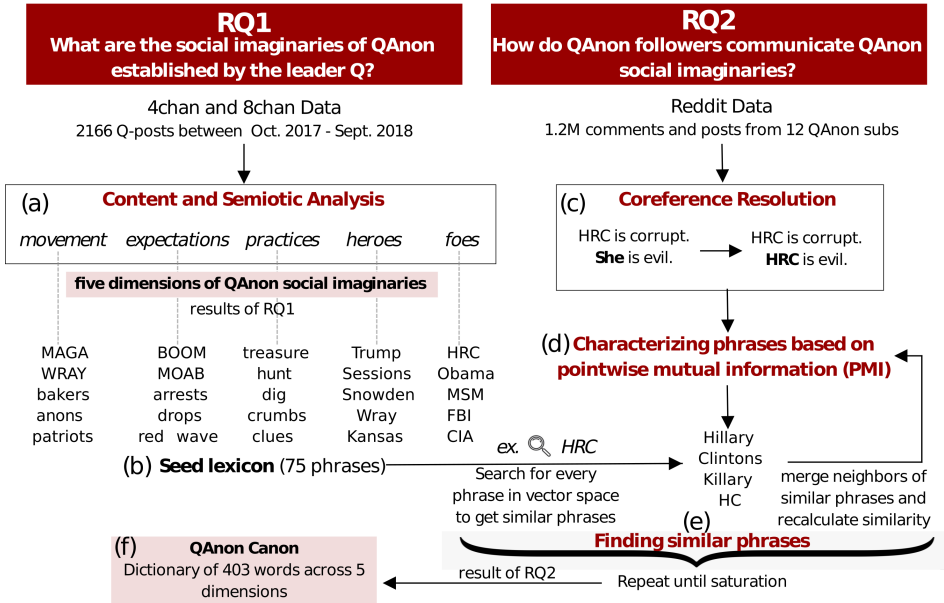 RQ1
What are the social imaginaries of QAnon
established by the leader Q?
4chan and 8chan Data
2166 Q-posts between Oct. 2017 - Sept. 2018
(a)
Content and Semiotic Analysis
movement expectations practices heroes foes
five dimensions of QAnon social imaginaries
results of RQ1
MAGA BOOM treasure Trump HRC
WRAY MOAB hunt Sessions Obama
bakers arrests dig Snowden MSM
anons drops crumbs Wray FBI
patriots red wave clues Kansas CIA
(b) Seed lexicon (75 phrases)
ex. HRC
Search for every
phrase in vector space
to get similar phrases
RQ2
How do QAnon followers communicate QAnon
social imaginaries?
Reddit Data
1.2M comments and posts from 12 QAnon subs
(c)
Coreference Resolution
HRC is corrupt. HRC is corrupt.
She is evil. HRC is evil.
(d) Characterizing phrases based on
pointwise mutual information (PMI)
Hillary
Clintons
Killary
HC
merge neighbors of
similar phrases and
recalculate similarity
(e)
Finding similar phrases
Repeat until saturation
result of RQ2
(f)
QAnon Canon
Dictionary of 403 words across 5
dimensions